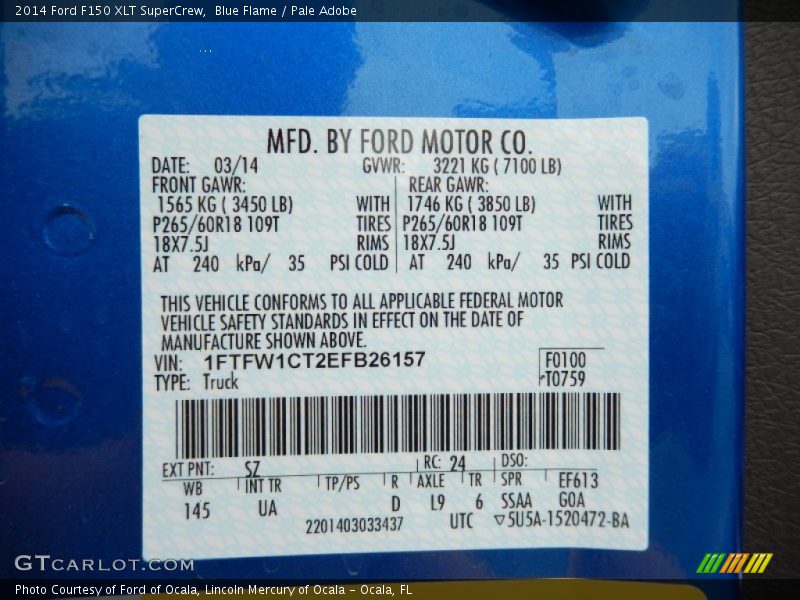 2014 Ford F150 XLT SuperCrew, Blue Flame / Pale Adobe
MFD. BY FORD MOTOR CO.
DATE: 03/14 GVWR: 3221 KG ( 7100 LB)
FRONT GAWR: REAR GAWR:
1565 KG ( 3450 LB) WITH 1746 KG ( 3850 LB) WITH
P265/60R18 109T TIRES P265/60R18 109T TIRES
18X7.5J RIMS 18X7.5J RIMS
AT 240 kPa/ 35 PSI COLD AT 240 kPa/ 35 PSI COLD
THIS VEHICLE CONFORMS TO ALL APPLICABLE FEDERAL MOTOR
VEHICLE SAFETY STANDARDS IN EFFECT ON THE DATE OF
MANUFACTURE SHOWN ABOVE.
VIN: 1FTFW1CT2EFB26157 F0100
TYPE: Truck T0759
EXT PNT: SZ RC: 24 DSO:
WB INT TR TP/PS R AXLE TR SPR EF613
145 UA D L9 6 SSAA GOA
2201403033437 UTC ▽5U5A-1520472-BA
GTCARLOT.COM
Photo Courtesy of Ford of Ocala, Lincoln Mercury of Ocala - Ocala, FL